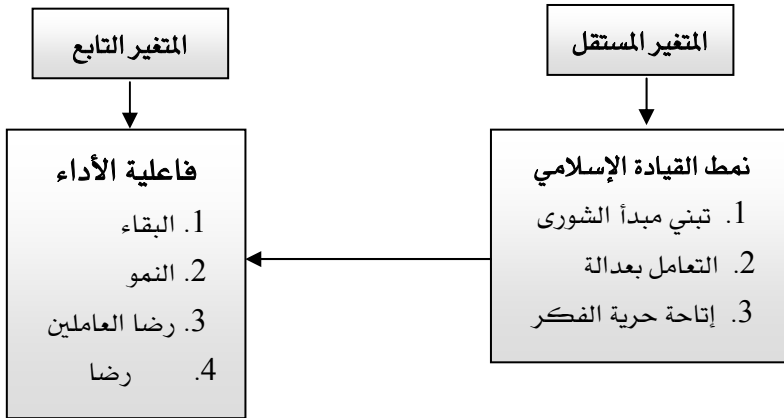 المتغير المستقل
المتغير التابع
نمط القيادة الإسلامي
1. تبني مبدأ الشورى
2. التعامل بعدالة
3. إتاحة حرية الفكر
فاعلية الأداء
1. البقاء
2. النمو
3. رضا العاملين
4. رضا